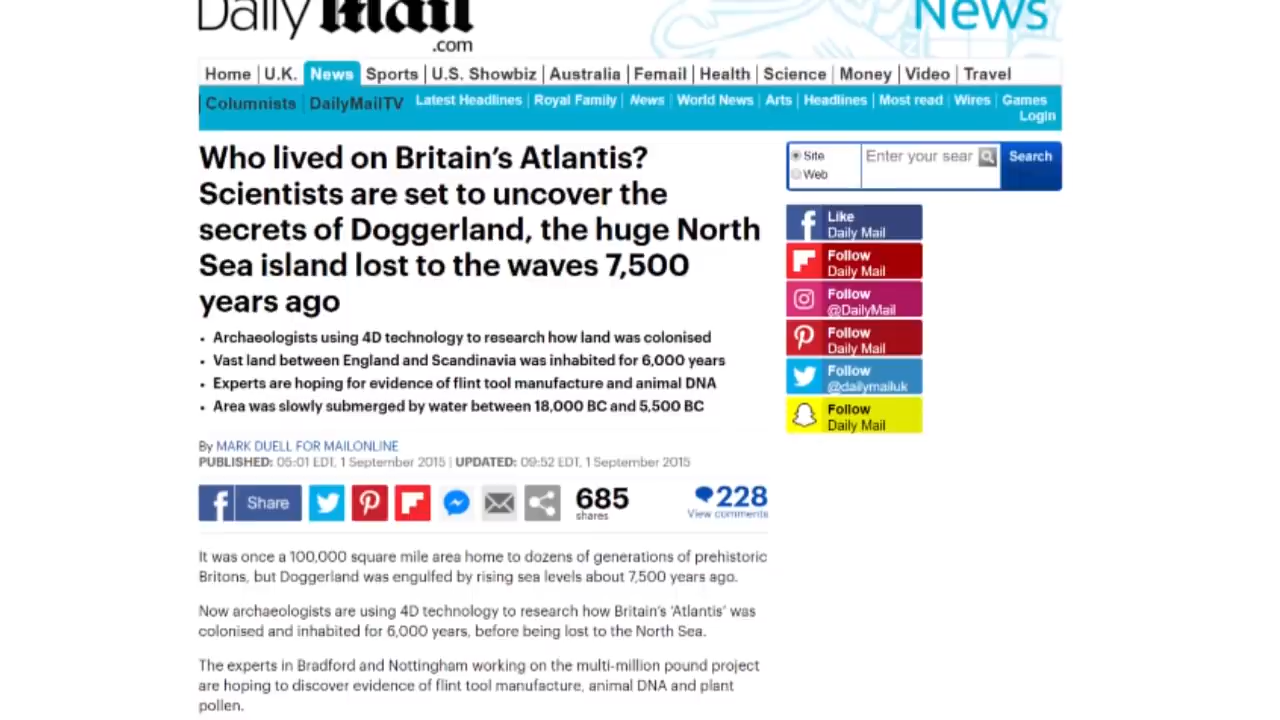 Daily Mail
.com
News
Home U.K. News Sports U.S. Showbiz Australia Femail Health Science Money Video Travel
Columnists DailyMailTV Latest Headlines Royal Family News World News Arts Headlines Most read Wires Games
Login
Who lived on Britain's Atlantis?
Scientists are set to uncover the
secrets of Doggerland, the huge North
Sea island lost to the waves 7,500
years ago
• Archaeologists using 4D technology to research how land was colonised
• Vast land between England and Scandinavia was inhabited for 6,000 years
• Experts are hoping for evidence of flint tool manufacture and animal DNA
• Area was slowly submerged by water between 18,000 BC and 5,500 BC
By MARK DUELL FOR MAILONLINE
PUBLISHED: 05:01 EDT, 1 September 2015 | UPDATED: 09:52 EDT, 1 September 2015
Share
685
shares
228
View comments
It was once a 100,000 square mile area home to dozens of generations of prehistoric
Britons, but Doggerland was engulfed by rising sea levels about 7,500 years ago.
Now archaeologists are using 4D technology to research how Britain's 'Atlantis' was
colonised and inhabited for 6,000 years, before being lost to the North Sea.
The experts in Bradford and Nottingham working on the multi-million pound project
are hoping to discover evidence of flint tool manufacture, animal DNA and plant
pollen.
Site
Web
Enter your sear
Search
Like
Daily Mail
Follow
Daily Mail
Follow
@DailyMail
Follow
Daily Mail
Follow
@dailymailuk
Follow
Daily Mail